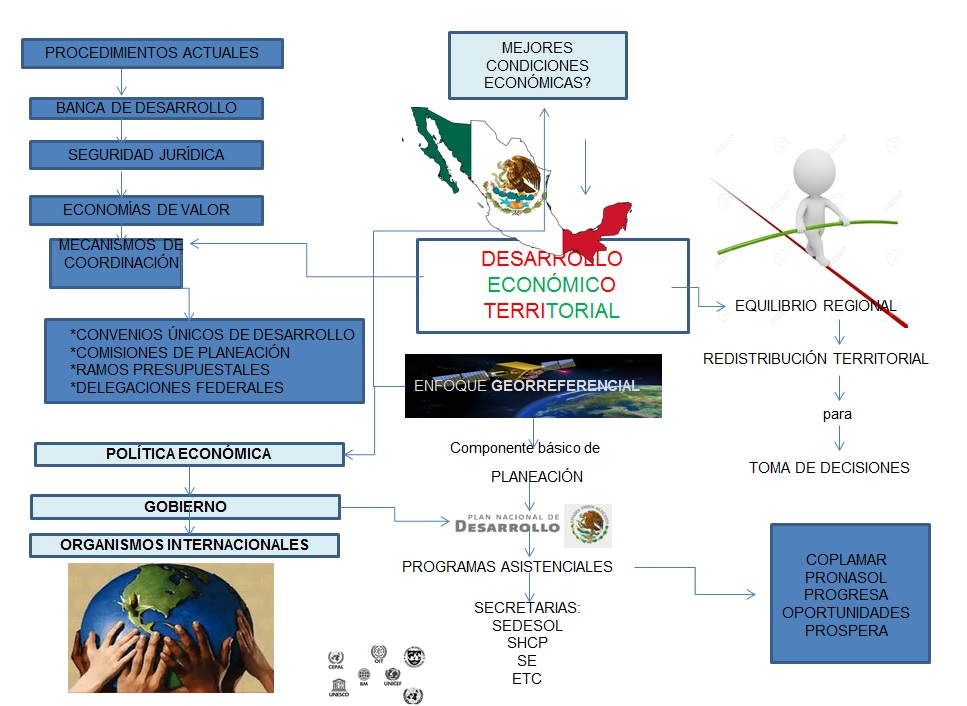 PROCEDIMIENTOS ACTUALES
BANCA DE DESARROLLO
SEGURIDAD JURÍDICA
ECONOMÍAS DE VALOR
MECANISMOS DE
COORDINACIÓN
*CONVENIOS ÚNICOS DE DESARROLLO
*COMISIONES DE PLANEACIÓN
*RAMOS PRESUPUESTALES
*DELEGACIONES FEDERALES
POLÍTICA ECONÓMICA
GOBIERNO
ORGANISMOS INTERNACIONALES
MEJORES
CONDICIONES
ECONÓMICAS?
DESARROLLO
ECONÓMICO
TERRITORIAL
ENFOQUE GEORREFERENCIAL
Componente básico de
PLANEACIÓN
PLAN NACIONAL DE
DESARROLLO
PROGRAMAS ASISTENCIALES
SECRETARIAS:
SEDESOL
SHCP
SE
ETC
CEPAL
OIT
BM
UNICEF
UNESCO
EQUILIBRIO REGIONAL
REDISTRIBUCIÓN TERRITORIAL
para
TOMA DE DECISIONES
COPLAMAR
PRONASOL
PROGRESA
OPORTUNIDADES
PROSPERA